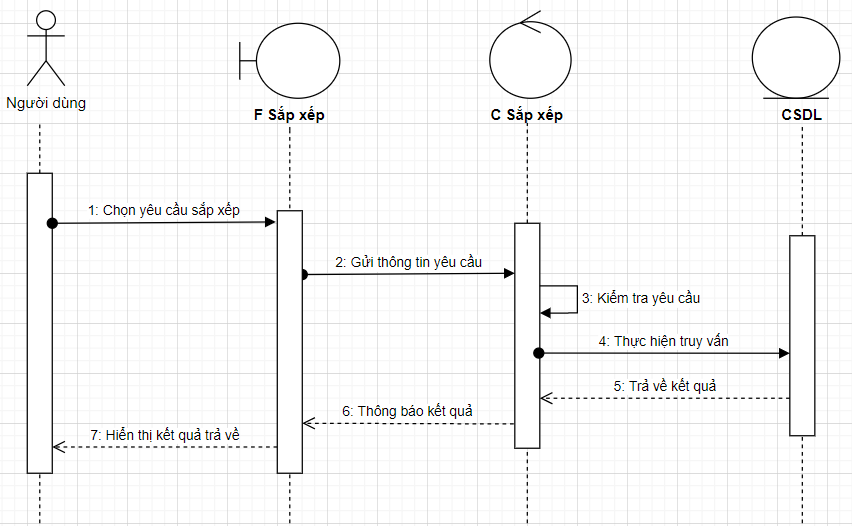 Người dùng
F Sắp xếp
C Sắp xếp
CSDL
1: Chọn yêu cầu sắp xếp
2: Gửi thông tin yêu cầu
3: Kiểm tra yêu cầu
4: Thực hiện truy vấn
5: Trả về kết quả
6: Thông báo kết quả
7: Hiển thị kết quả trả về